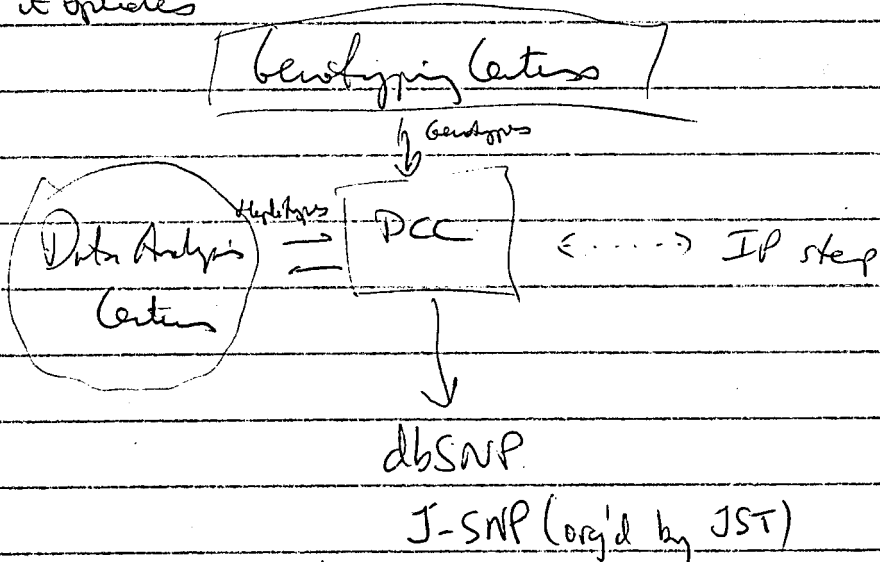 it operates
Genotyping Centers
Genotypes
Haplotypes
DCC
Data Analysis
Centers
IP step
dbSNP
J-SNP (org'd by JST)